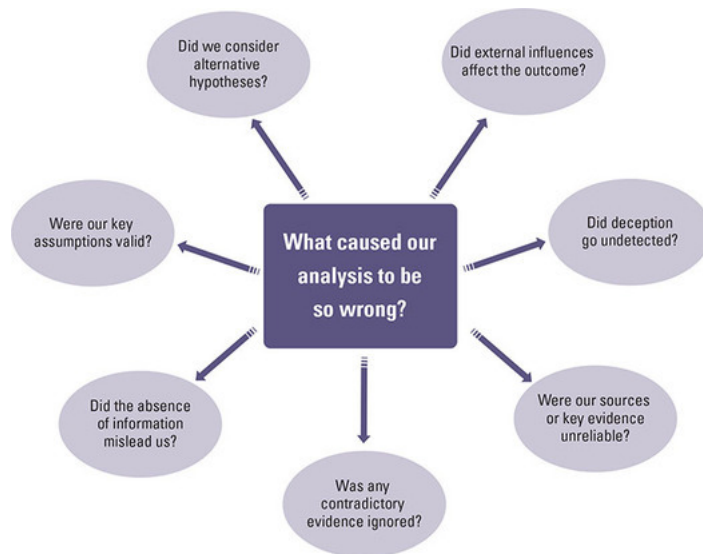 Did we consider
alternative
hypotheses?
Did external influences
affect the outcome?
Were our key
assumptions valid?
What caused our
analysis to be
so wrong?
Did deception
go undetected?
Did the absence
of information
mislead us?
Were our sources
or key evidence
unreliable?
Was any
contradictory
evidence ignored?